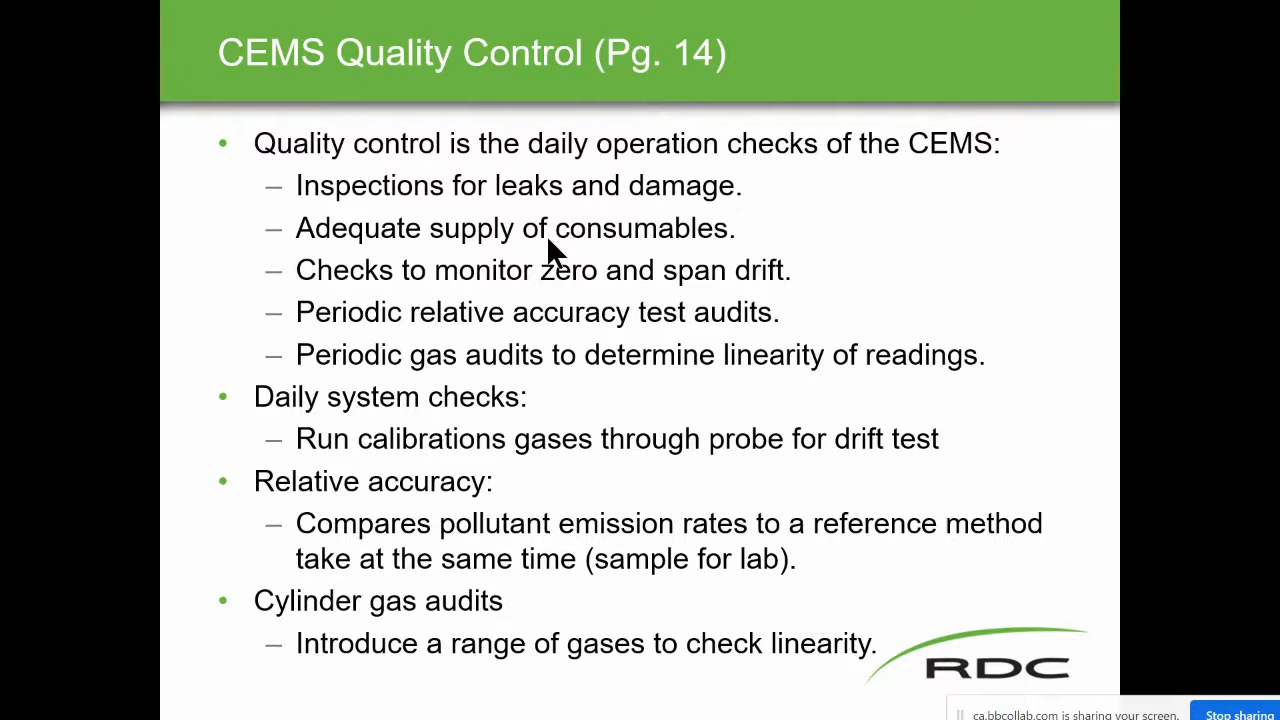 CEMS Quality Control (Pg. 14)
• Quality control is the daily operation checks of the CEMS:
– Inspections for leaks and damage.
– Adequate supply of consumables.
– Checks to monitor zero and span drift.
– Periodic relative accuracy test audits.
– Periodic gas audits to determine linearity of readings.
• Daily system checks:
– Run calibrations gases through probe for drift test
• Relative accuracy:
– Compares pollutant emission rates to a reference method
take at the same time (sample for lab).
• Cylinder gas audits
– Introduce a range of gases to check linearity.
RDC
ca.bbcollab.com is sharing your screen.
Stop sharing